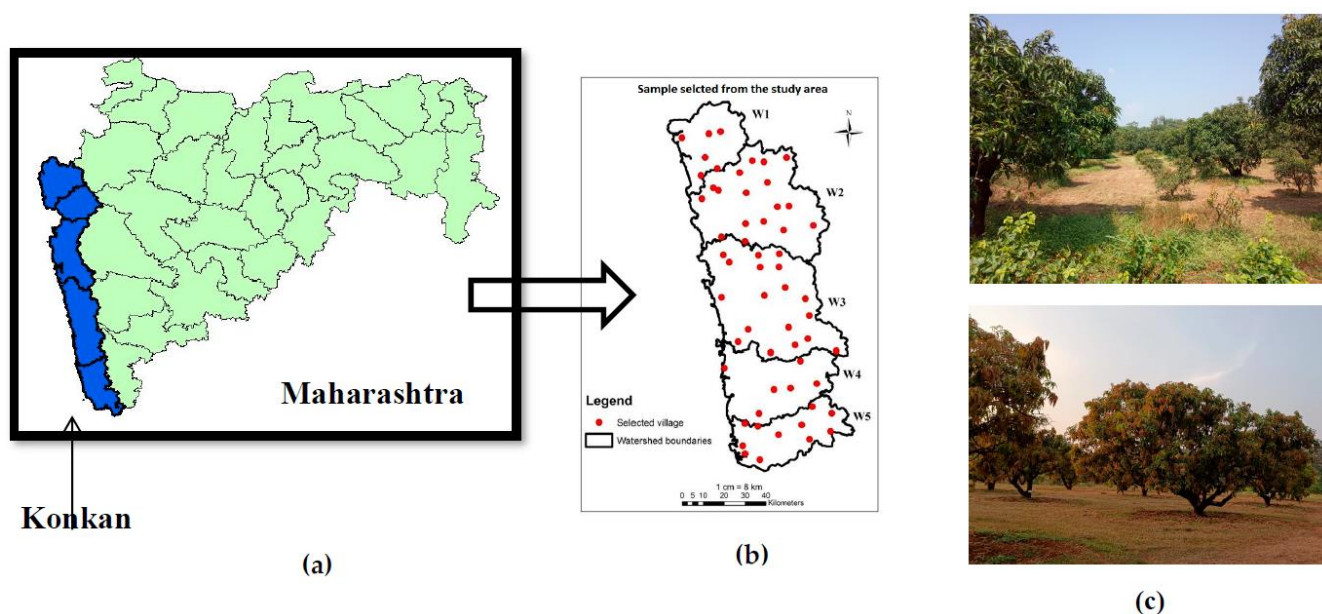 Maharashtra
Konkan
(a)
Sample selcted from the study area
N
W1
W2
W3
W4
W5
Legend
Selected village
Watershed boundaries
1 cm = 8 km
0 5 10 20 30 40
Kilometers
(b)
(c)